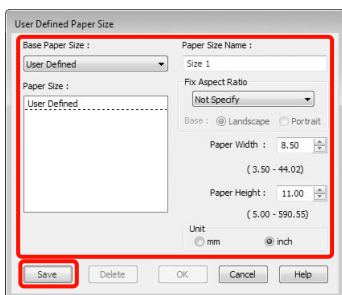 User Defined Paper Size
Base Paper Size :
User Defined
Paper Size :
User Defined
Paper Size Name :
Size 1
Fix Aspect Ratio
Not Specify
Base : Landscape Portrait
Paper Width : 8.50
( 3.50 - 44.02)
Paper Height : 11.00
( 5.00 - 590.55)
Unit
mm inch
Save Delete OK Cancel Help